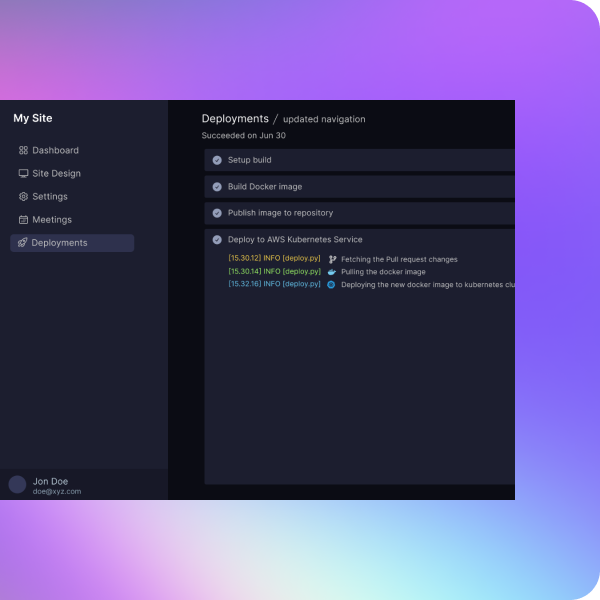 My Site
Dashboard
Site Design
Settings
Meetings
Deployments
Jon Doe
doe@xyz.com
Deployments / updated navigation
Succeeded on Jun 30
Setup build
Build Docker image
Publish image to repository
Deploy to AWS Kubernetes Service
[15.30.12] INFO [deploy.py] Fetching the Pull request changes
[15.30.14] INFO [deploy.py] Pulling the docker image
[15.32.16] INFO [deploy.py] Deploying the new docker image to kubernetes clu